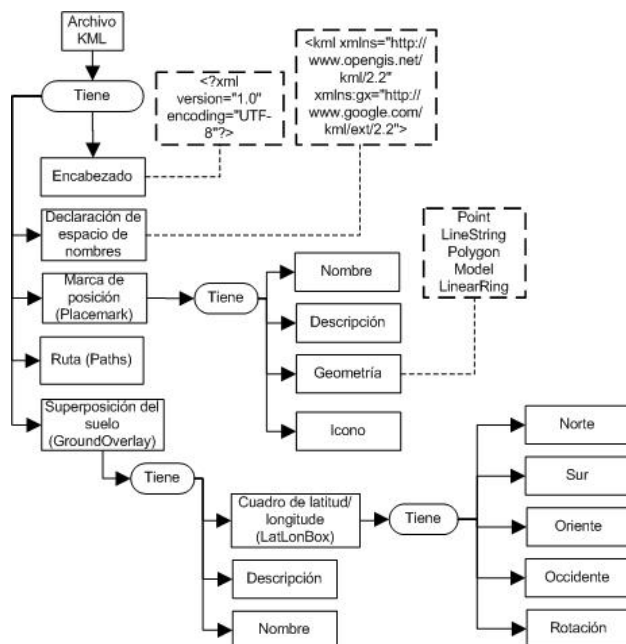 Archivo
KML
Tiene
<?xml
version="1.0"
encoding="UTF-
8"?>
<kml xmlns="http://
www.opengis.net/
kml/2.2"
xmlns:gx="http://
www.google.com/
kml/ext/2.2">
Encabezado
Declaración de
espacio de
nombres
Marca de
posición
(Placemark)
Tiene
Nombre
Descripción
Geometría
Icono
Point
LineString
Polygon
Model
LinearRing
Ruta (Paths)
Superposición del
suelo
(GroundOverlay)
Tiene
Cuadro de latitud/
longitude
(LatLonBox)
Descripción
Nombre
Tiene
Norte
Sur
Oriente
Occidente
Rotación